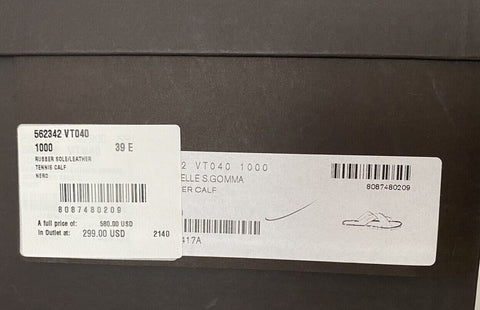 562342 VT040
1000 39 E
RUBBER SOLE/LEATHER
TENNIS CALF
NERO
8087480209
A full price of: 580.00 USD
In Outlet at: 299.00 USD 2140
2 VT040 1000
ELLE S.GOMMA
ER CALF
8087480209
417A